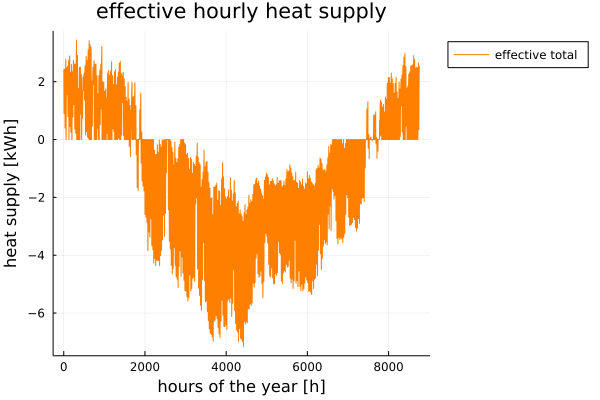 effective hourly heat supply
effective total
2
0
−2
−4
−6
heat supply [kWh]
0 2000 4000 6000 8000
hours of the year [h]